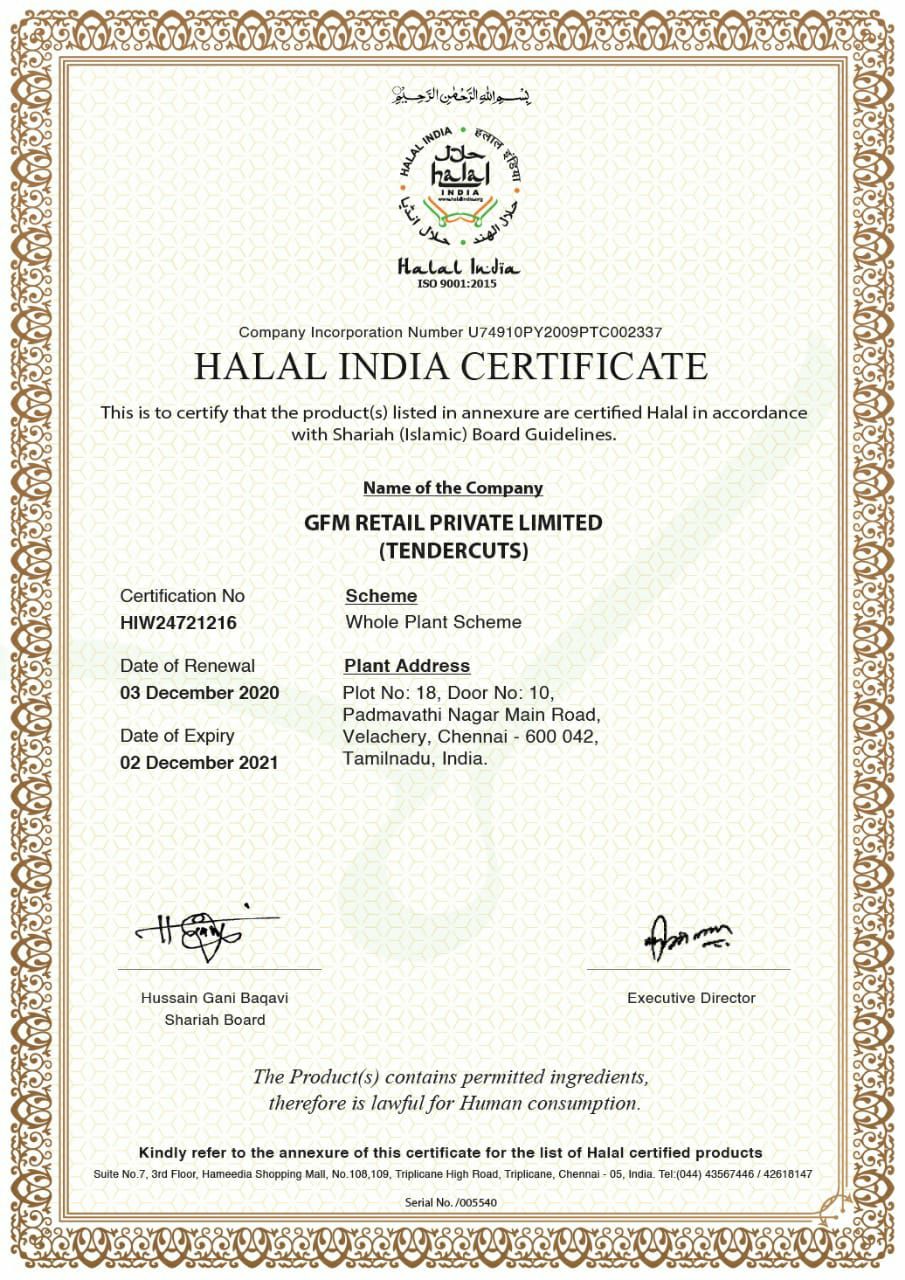 بِسْمِ اللهِ الرَّحْمٰنِ الرَّحِيْمِ
HALAL INDIA • हलाल इंडिया
حلال انڈیا • حلال الهند
حلال
halal
INDIA
www.halalindia.org
Halal India
ISO 9001:2015
Company Incorporation Number U74910PY2009PTC002337
HALAL INDIA CERTIFICATE
This is to certify that the product(s) listed in annexure are certified Halal in accordance
with Shariah (Islamic) Board Guidelines.
Name of the Company
GFM RETAIL PRIVATE LIMITED
(TENDERCUTS)
Certification No
HIW24721216
Scheme
Whole Plant Scheme
Date of Renewal
03 December 2020
Date of Expiry
02 December 2021
Plant Address
Plot No: 18, Door No: 10,
Padmavathi Nagar Main Road,
Velachery, Chennai - 600 042,
Tamilnadu, India.
Hussain Gani Baqavi
Shariah Board
Executive Director
The Product(s) contains permitted ingredients,
therefore is lawful for Human consumption.
Kindly refer to the annexure of this certificate for the list of Halal certified products
Suite No.7, 3rd Floor, Hameedia Shopping Mall, No.108,109, Triplicane High Road, Triplicane, Chennai - 05, India. Tel:(044) 43567446 / 42618147
Serial No. /005540